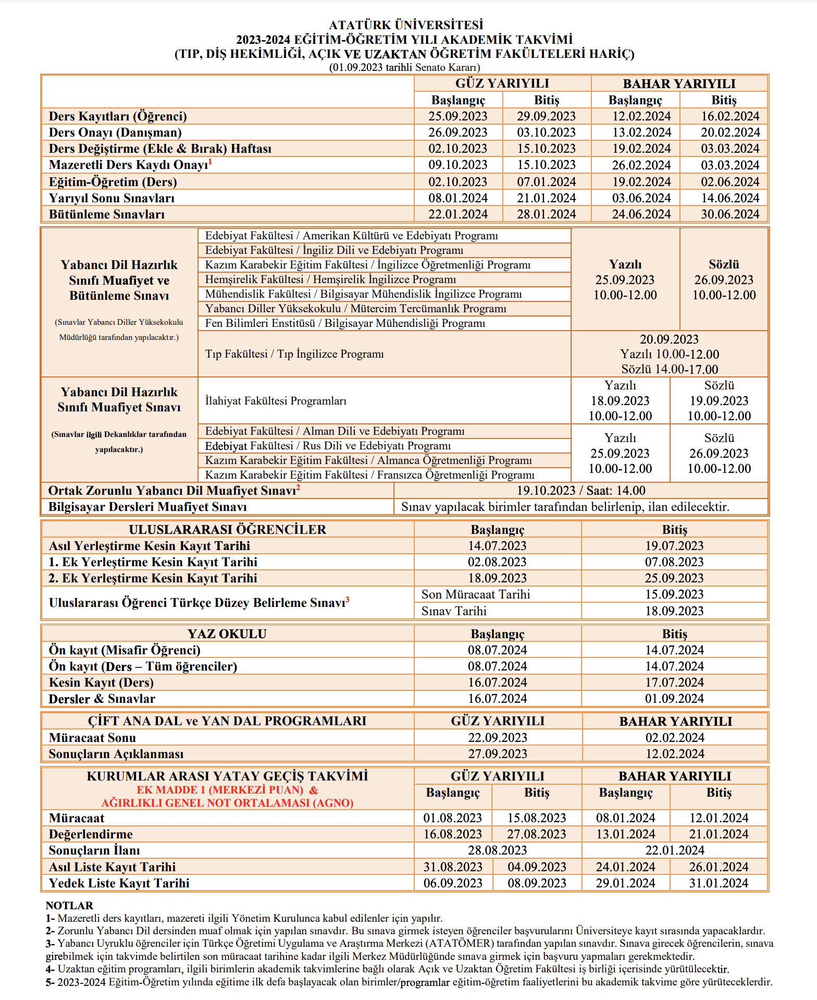 ATATÜRK ÜNİVERSİTESİ
2023-2024 EĞİTİM-ÖĞRETİM YILI AKADEMİK TAKVİMİ
(TIP, DİŞ HEKİMLİĞİ, AÇIK VE UZAKTAN ÖĞRETİM FAKÜLTELERİ HARİÇ)
(01.09.2023 tarihli Senato Kararı)
GÜZ YARIYILI BAHAR YARIYILI
Başlangıç Bitiş Başlangıç Bitiş
Ders Kayıtları (Öğrenci) 25.09.2023 29.09.2023 12.02.2024 16.02.2024
Ders Onayı (Danışman) 26.09.2023 03.10.2023 13.02.2024 20.02.2024
Ders Değiştirme (Ekle & Bırak) Haftası 02.10.2023 15.10.2023 19.02.2024 03.03.2024
Mazeretli Ders Kaydı Onayı1 09.10.2023 15.10.2023 26.02.2024 03.03.2024
Eğitim-Öğretim (Ders) 02.10.2023 07.01.2024 19.02.2024 02.06.2024
Yarıyıl Sonu Sınavları 08.01.2024 21.01.2024 03.06.2024 14.06.2024
Bütünleme Sınavları 22.01.2024 28.01.2024 24.06.2024 30.06.2024
Yabancı Dil Hazırlık
Sınıfı Muafiyet ve
Bütünleme Sınavı
(Sınavlar Yabancı Diller Yüksekokulu
Müdürlüğü tarafından yapılacaktır.)
Edebiyat Fakültesi / Amerikan Kültürü ve Edebiyatı Programı
Edebiyat Fakültesi / İngiliz Dili ve Edebiyatı Programı
Kazım Karabekir Eğitim Fakültesi / İngilizce Öğretmenliği Programı
Hemşirelik Fakültesi / Hemşirelik İngilizce Programı
Mühendislik Fakültesi / Bilgisayar Mühendislik İngilizce Programı
Yabancı Diller Yüksekokulu / Mütercim Tercümanlık Programı
Fen Bilimleri Enstitüsü / Bilgisayar Mühendisliği Programı
Yazılı
25.09.2023
10.00-12.00
Sözlü
26.09.2023
10.00-12.00
Tıp Fakültesi / Tıp İngilizce Programı
20.09.2023
Yazılı 10.00-12.00
Sözlü 14.00-17.00
Yabancı Dil Hazırlık
Sınıfı Muafiyet Sınavı
(Sınavlar ilgili Dekanlıklar tarafından
yapılacaktır.)
İlahiyat Fakültesi Programları
Yazılı
18.09.2023
10.00-12.00
Sözlü
19.09.2023
10.00-12.00
Edebiyat Fakültesi / Alman Dili ve Edebiyatı Programı
Edebiyat Fakültesi / Rus Dili ve Edebiyatı Programı
Kazım Karabekir Eğitim Fakültesi / Almanca Öğretmenliği Programı
Kazım Karabekir Eğitim Fakültesi / Fransızca Öğretmenliği Programı
Yazılı
25.09.2023
10.00-12.00
Sözlü
26.09.2023
10.00-12.00
Ortak Zorunlu Yabancı Dil Muafiyet Sınavı2 19.10.2023 / Saat: 14.00
Bilgisayar Dersleri Muafiyet Sınavı Sınav yapılacak birimler tarafından belirlenip, ilan edilecektir.
ULUSLARARASI ÖĞRENCİLER Başlangıç Bitiş
Asıl Yerleştirme Kesin Kayıt Tarihi 14.07.2023 19.07.2023
1. Ek Yerleştirme Kesin Kayıt Tarihi 02.08.2023 07.08.2023
2. Ek Yerleştirme Kesin Kayıt Tarihi 18.09.2023 25.09.2023
Uluslararası Öğrenci Türkçe Düzey Belirleme Sınavı3
Son Müracaat Tarihi 15.09.2023
Sınav Tarihi 18.09.2023
YAZ OKULU Başlangıç Bitiş
Ön kayıt (Misafir Öğrenci) 08.07.2024 14.07.2024
Ön kayıt (Ders – Tüm öğrenciler) 08.07.2024 14.07.2024
Kesin Kayıt (Ders) 16.07.2024 17.07.2024
Dersler & Sınavlar 16.07.2024 01.09.2024
ÇİFT ANA DAL ve YAN DAL PROGRAMLARI GÜZ YARIYILI BAHAR YARIYILI
Müracaat Sonu 22.09.2023 02.02.2024
Sonuçların Açıklanması 27.09.2023 12.02.2024
KURUMLAR ARASI YATAY GEÇİŞ TAKVİMİ GÜZ YARIYILI BAHAR YARIYILI
EK MADDE 1 (MERKEZİ PUAN) &
AĞIRLIKLI GENEL NOT ORTALAMASI (AGNO)
Başlangıç Bitiş Başlangıç Bitiş
Müracaat 01.08.2023 15.08.2023 08.01.2024 12.01.2024
Değerlendirme 16.08.2023 27.08.2023 13.01.2024 21.01.2024
Sonuçların İlanı 28.08.2023 22.01.2024
Asıl Liste Kayıt Tarihi 31.08.2023 04.09.2023 24.01.2024 26.01.2024
Yedek Liste Kayıt Tarihi 06.09.2023 08.09.2023 29.01.2024 31.01.2024
NOTLAR
1- Mazeretli ders kayıtları, mazereti ilgili Yönetim Kurulunca kabul edilenler için yapılır.
2- Zorunlu Yabancı Dil dersinden muaf olmak için yapılan sınavdır. Bu sınava girmek isteyen öğrenciler başvurularını Üniversiteye kayıt sırasında yapacaklardır.
3- Yabancı Uyruklu öğrenciler için Türkçe Öğretimi Uygulama ve Araştırma Merkezi (ATATÖMER) tarafından yapılan sınavdır. Sınava girecek öğrencilerin, sınava
girebilmek için takvimde belirtilen son müracaat tarihine kadar ilgili Merkez Müdürlüğünde sınava girmek için başvuru yapmaları gerekmektedir.
4- Uzaktan eğitim programları, ilgili birimlerin akademik takvimlerine bağlı olarak Açık ve Uzaktan Öğretim Fakültesi iş birliği içerisinde yürütülecektir.
5- 2023-2024 Eğitim-Öğretim yılında eğitime ilk defa başlayacak olan birimler/programlar eğitim-öğretim faaliyetlerini bu akademik takvime göre yürüteceklerdir.